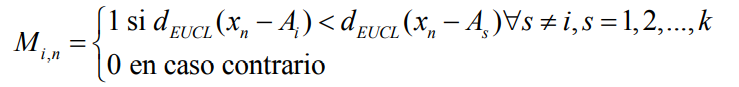 M_{i,n} = { 1 si d_{EUCL}(x_n − A_i) < d_{EUCL}(x_n − A_s) ∀s ≠ i, s = 1, 2, ..., k
0 en caso contrario